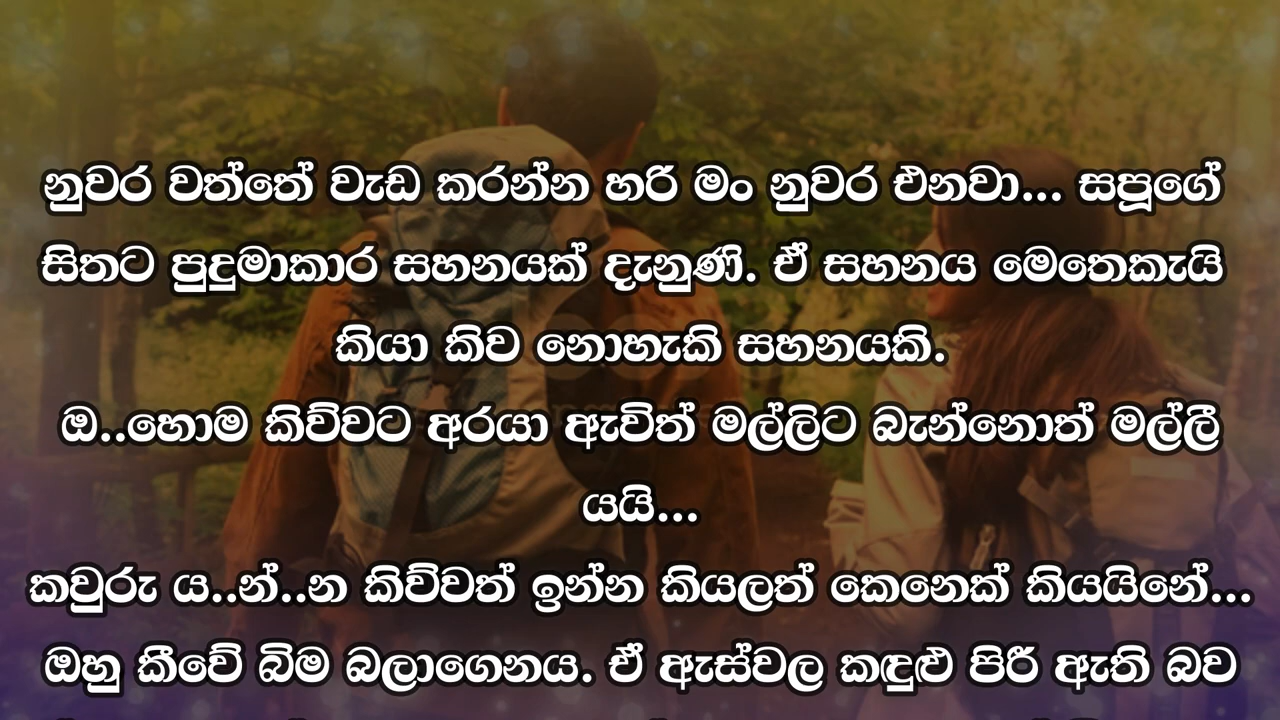 නුවර වත්තේ වැඩ කරන්න හරි මං නුවර එනවා... සපූගේ
සිතට පුදුමාකාර සහනයක් දැනුණි. ඒ සහනය මෙතෙකැයි
කියා කිව නොහැකි සහනයකි.
ඔ..හොම කිව්වට අරයා ඇවිත් මල්ලිට බැන්නොත් මල්ලී
යයි...
කවුරු ය..න්..න කිව්වත් ඉන්න කියලත් කෙනෙක් කියයිනේ...
ඔහු කීවේ බිම බලාගෙනය. ඒ ඇස්වල කඳුළු පිරී ඇති බව